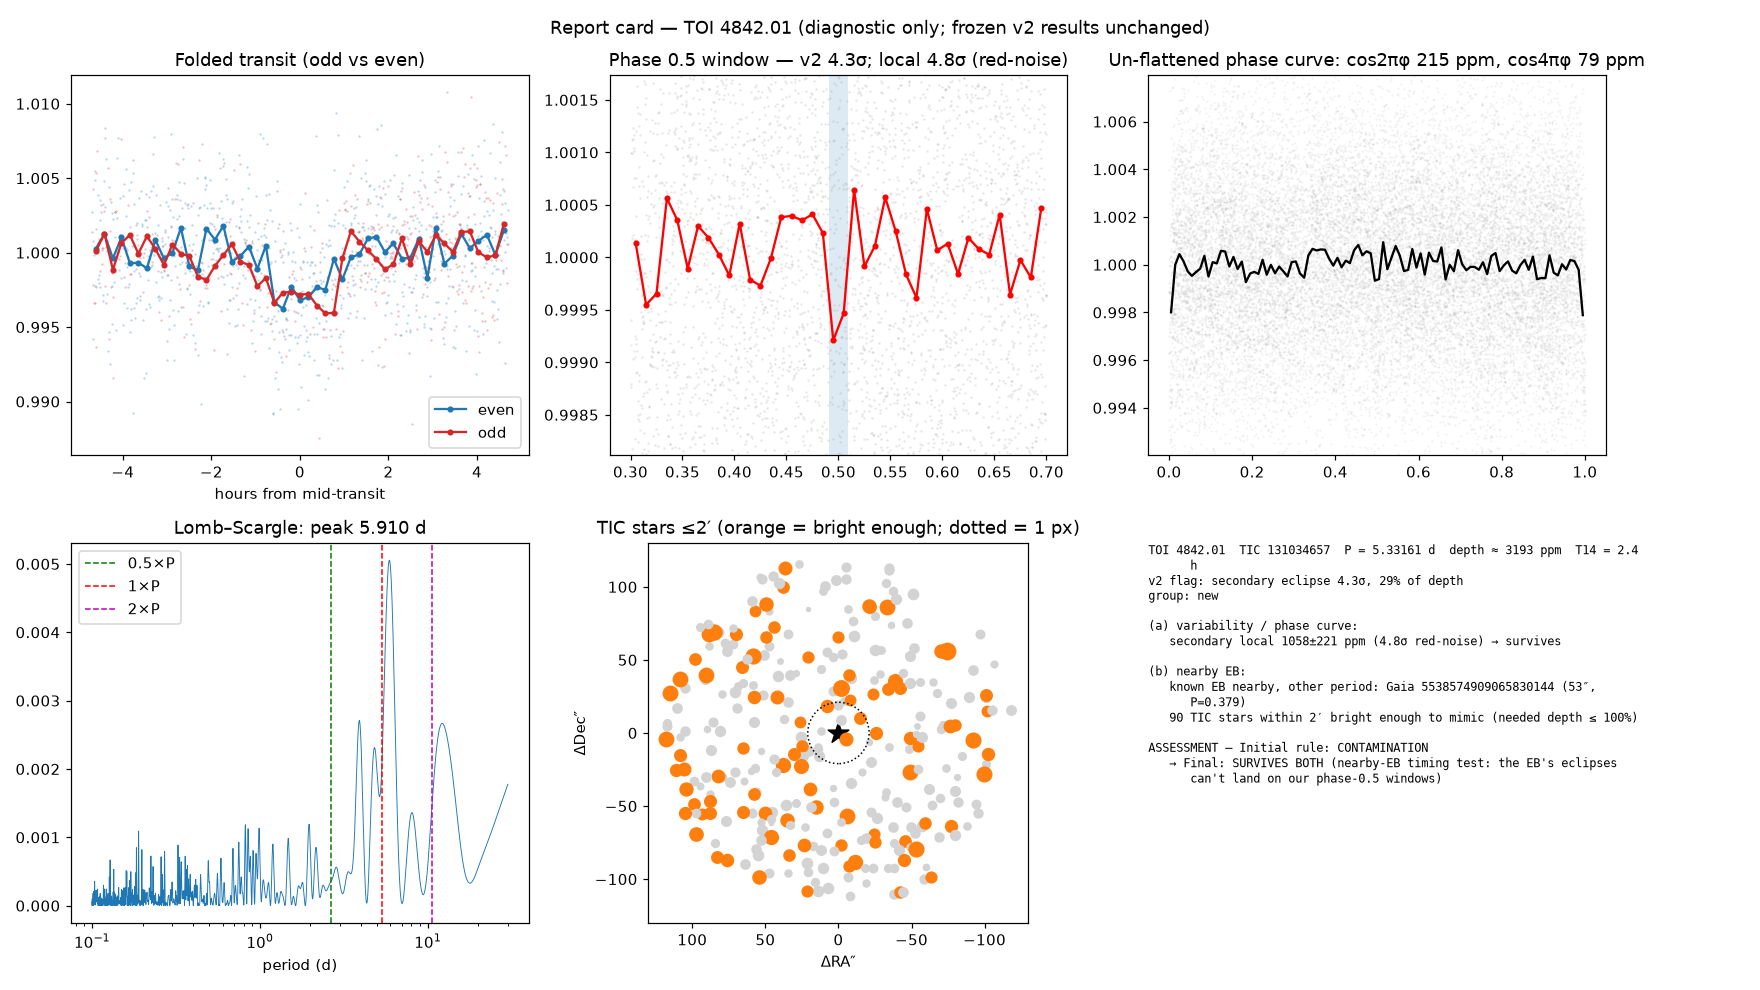 Report card — TOI 4842.01 (diagnostic only; frozen v2 results unchanged)
Folded transit (odd vs even)
1.010
1.005
1.000
0.995
0.990
even
odd
−4
−2
0
2
4
hours from mid-transit
Phase 0.5 window — v2 4.3σ; local 4.8σ (red-noise)
1.0015
1.0010
1.0005
1.0000
0.9995
0.9990
0.9985
0.30
0.35
0.40
0.45
0.50
0.55
0.60
0.65
0.70
Un-flattened phase curve: cos2πφ 215 ppm, cos4πφ 79 ppm
1.006
1.004
1.002
1.000
0.998
0.996
0.994
0.0
0.2
0.4
0.6
0.8
1.0
Lomb–Scargle: peak 5.910 d
0.005
0.004
0.003
0.002
0.001
0.000
0.5×P
1×P
2×P
10⁻¹
10⁰
10¹
period (d)
TIC stars ≤2′ (orange = bright enough; dotted = 1 px)
ΔDec″
100
50
0
−50
−100
100
50
0
−50
−100
ΔRA″
TOI 4842.01  TIC 131034657  P = 5.33161 d  depth ≈ 3193 ppm  T14 = 2.4
h
v2 flag: secondary eclipse 4.3σ, 29% of depth
group: new
(a) variability / phase curve:
secondary local 1058±221 ppm (4.8σ red-noise) → survives
(b) nearby EB:
known EB nearby, other period: Gaia 5538574909065830144 (53″,
P=0.379)
90 TIC stars within 2′ bright enough to mimic (needed depth ≤ 100%)
ASSESSMENT — Initial rule: CONTAMINATION
→ Final: SURVIVES BOTH (nearby-EB timing test: the EB's eclipses
can't land on our phase-0.5 windows)